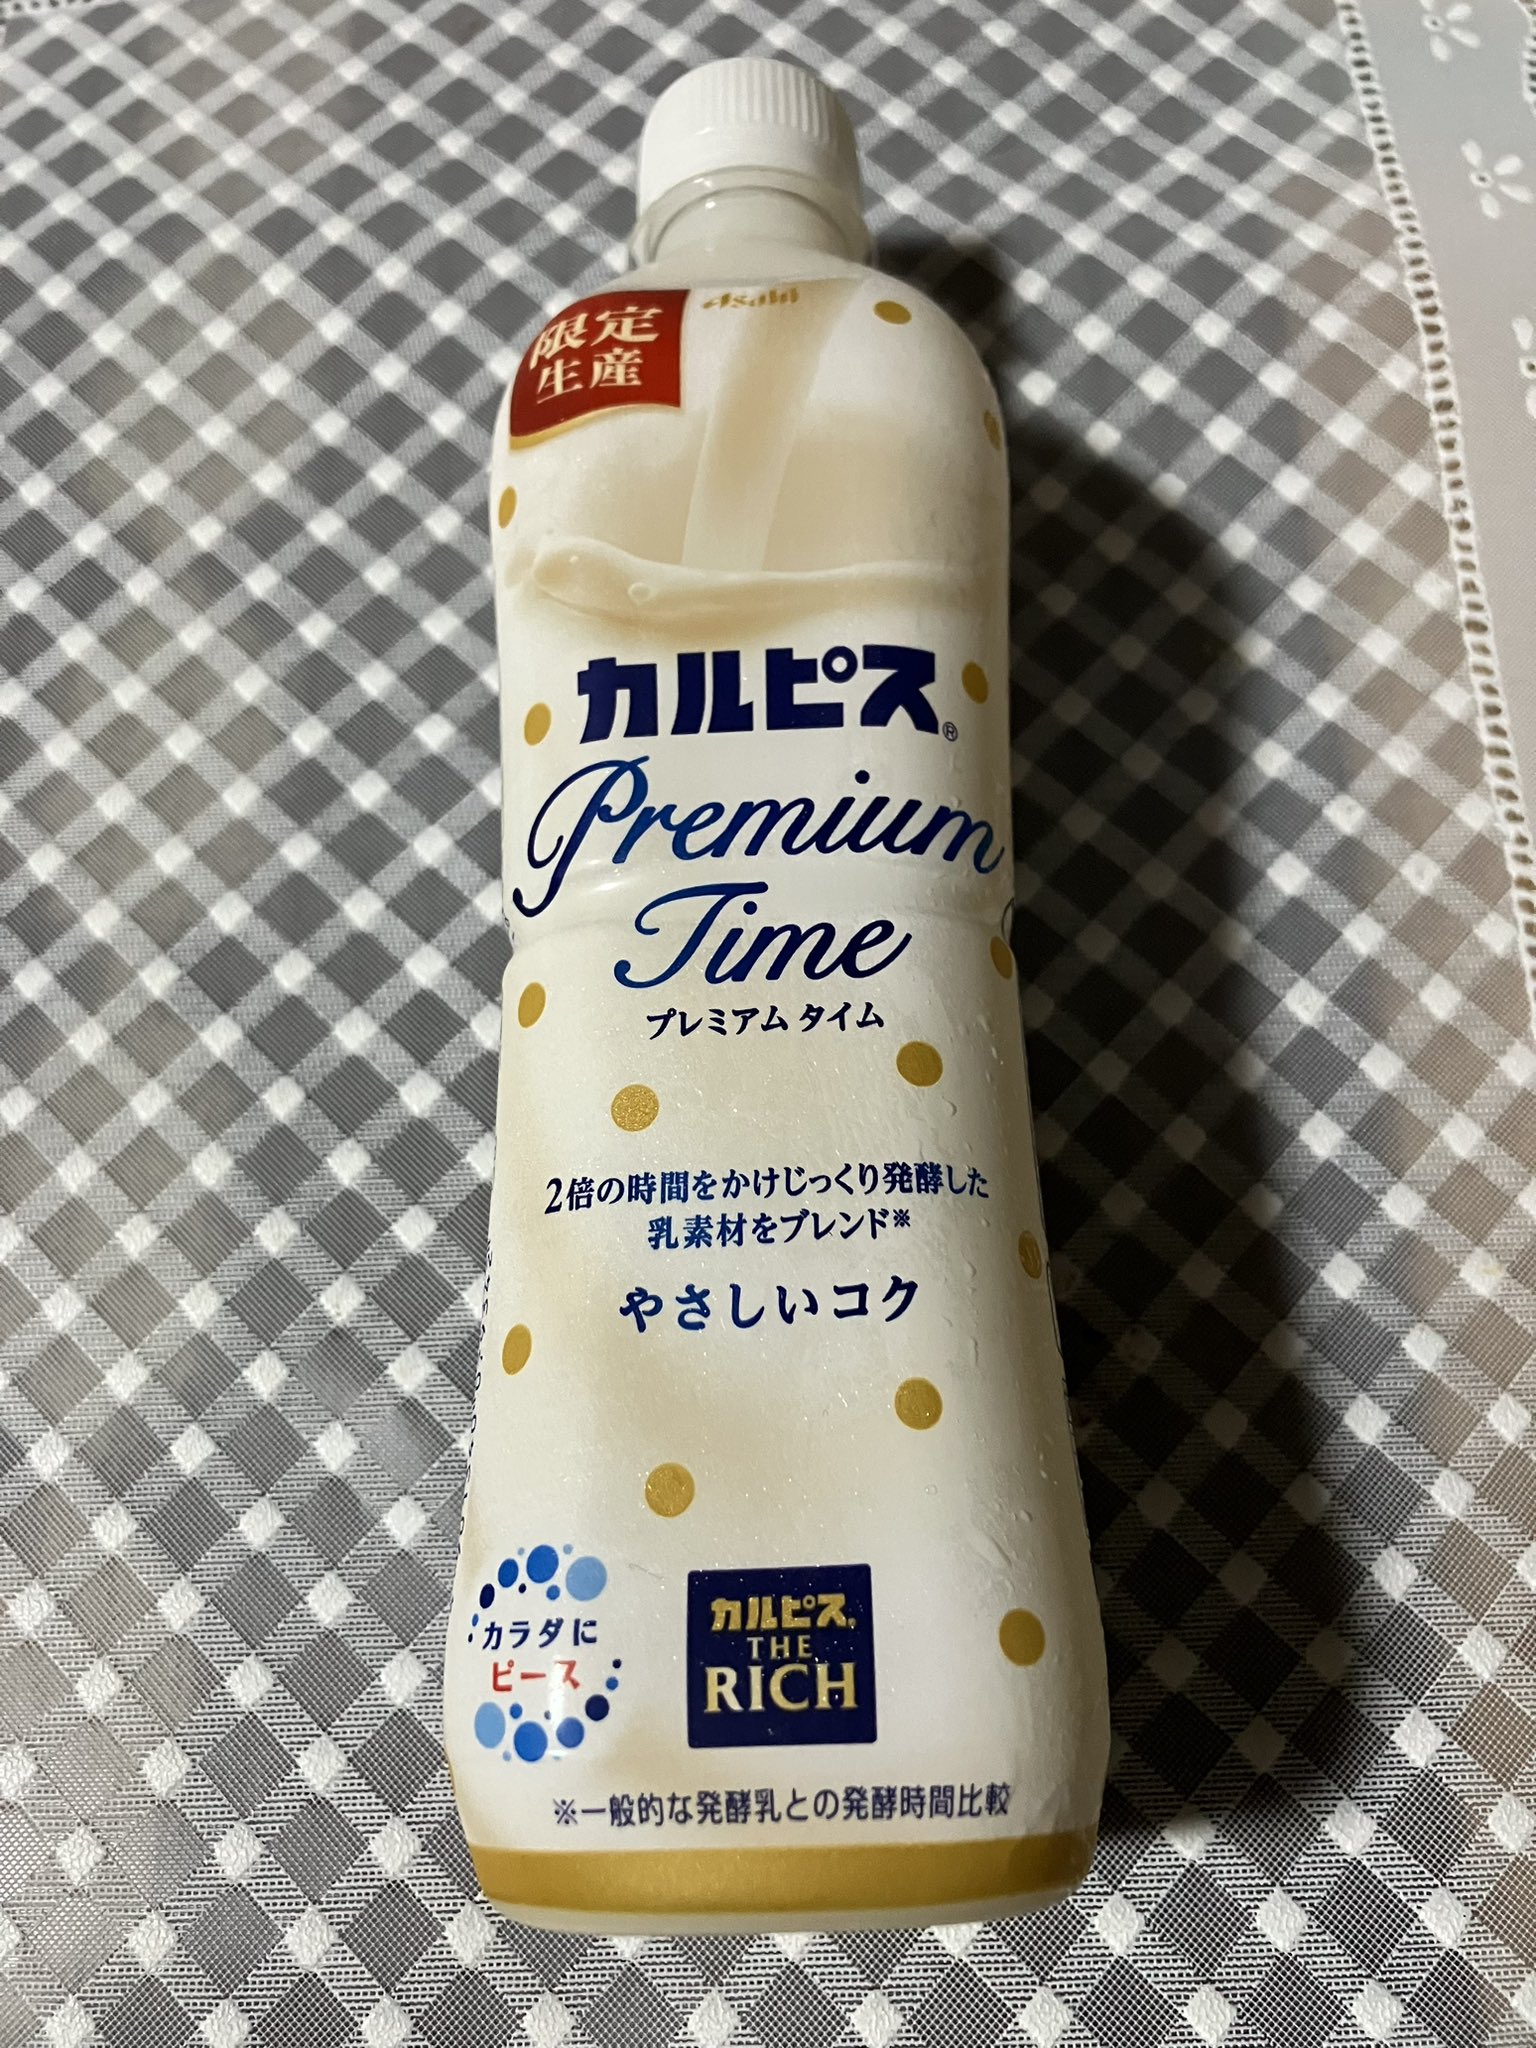 Asahi
限定
生産
カルピス®
Premium
Time
プレミアム タイム
2倍の時間をかけじっくり発酵した
乳素材をブレンド※
やさしいコク
カラダに
ピース
カルピス®
THE
RICH
※一般的な発酵乳との発酵時間比較